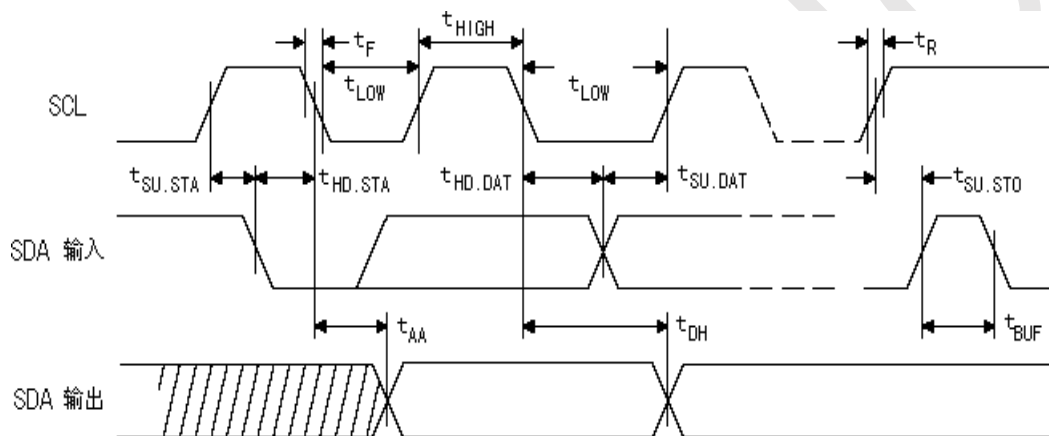 tHIGH
tF
tR
tLOW
tLOW
SCL
tSU.STA
tHD.STA
tHD.DAT
tSU.DAT
tSU.STO
SDA 输入
tAA
tDH
tBUF
SDA 输出